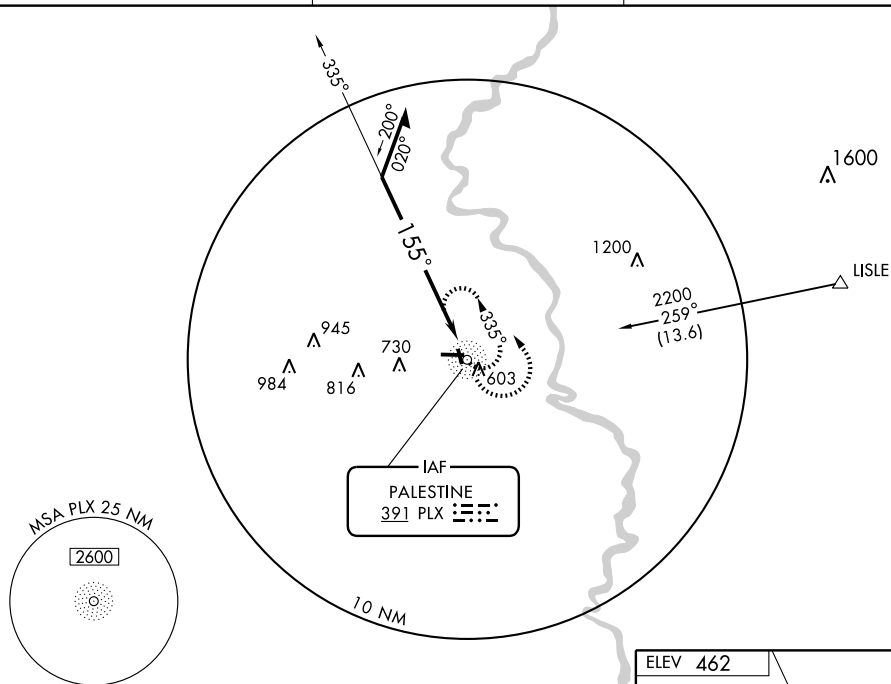 335°
200°
020°
155°
1600
1200
LISLE
2200
259°
(13.6)
335°
945
730
984
816
603
IAF
PALESTINE
391 PLX
MSA PLX 25 NM
2600
10 NM
ELEV 462